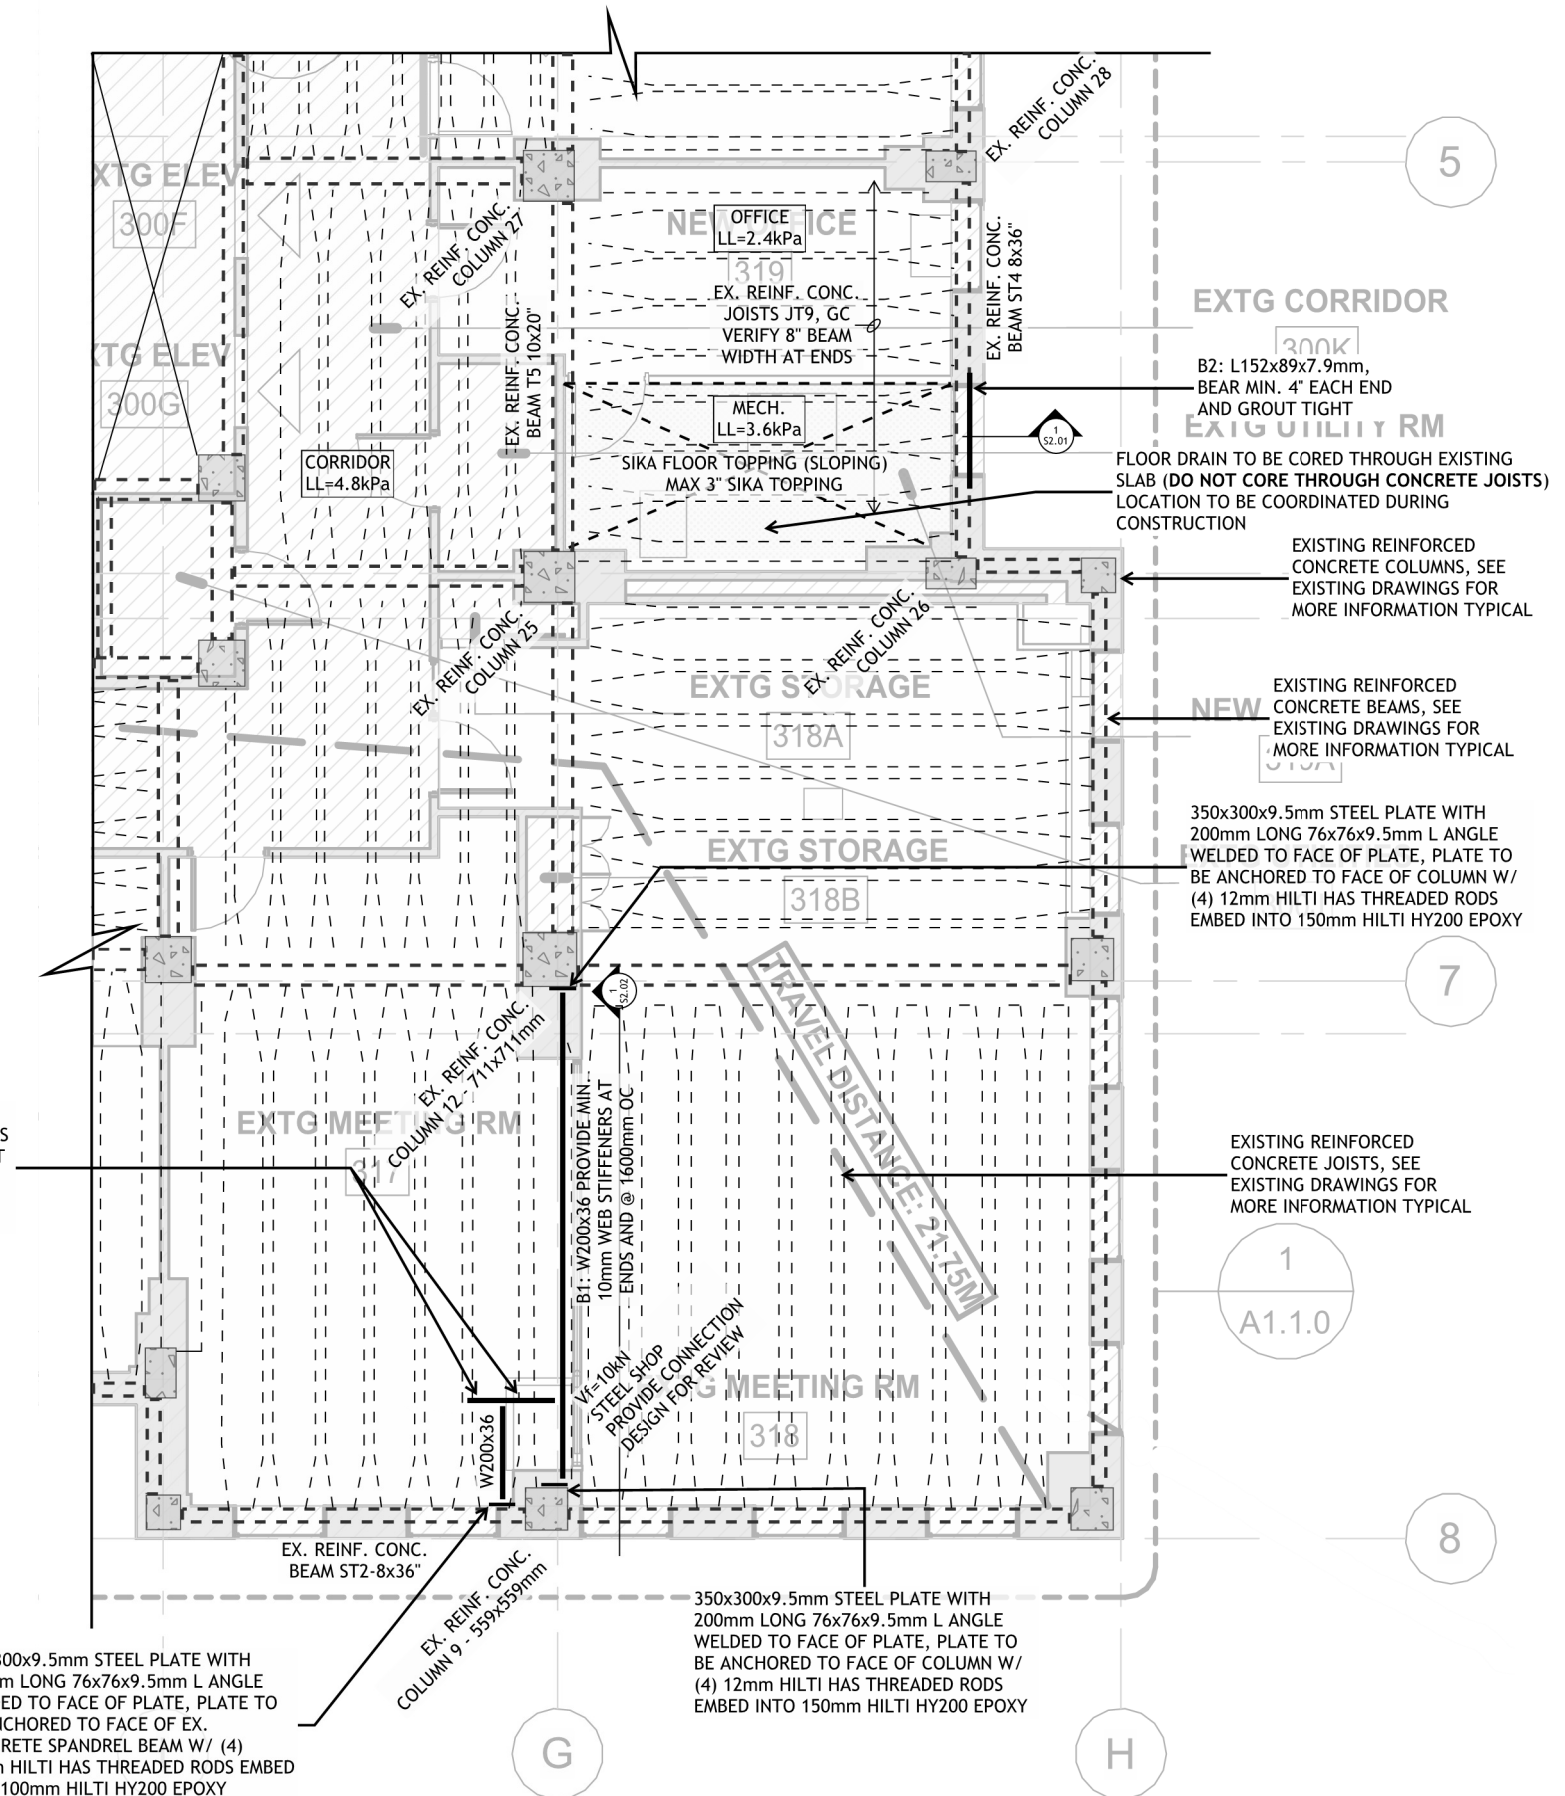 EX. REINF. CONC.
COLUMN 28
5
XTG ELEV
300F
EX. REINF. CONC.
COLUMN 27
OFFICE
LL=2.4kPa
319
EX. REINF. CONC.
JOISTS JT9, GC
VERIFY 8" BEAM
WIDTH AT ENDS
EX. REINF. CONC.
BEAM ST4 8x36"
EXTG CORRIDOR
300K
EX. REINF. CONC.
BEAM T5 10x20"
XTG ELEV
300G
B2: L152x89x7.9mm,
BEAR MIN. 4" EACH END
AND GROUT TIGHT
EXTG UTILITY RM
MECH.
LL=3.6kPa
1
S2.01
CORRIDOR
LL=4.8kPa
SIKA FLOOR TOPPING (SLOPING)
MAX 3" SIKA TOPPING
FLOOR DRAIN TO BE CORED THROUGH EXISTING
SLAB (DO NOT CORE THROUGH CONCRETE JOISTS)
LOCATION TO BE COORDINATED DURING
CONSTRUCTION
EXISTING REINFORCED
CONCRETE COLUMNS, SEE
EXISTING DRAWINGS FOR
MORE INFORMATION TYPICAL
EX. REINF. CONC.
COLUMN 25
EX. REINF. CONC.
COLUMN 26
EXTG STORAGE
318A
NEW
EXISTING REINFORCED
CONCRETE BEAMS, SEE
EXISTING DRAWINGS FOR
MORE INFORMATION TYPICAL
EXTG STORAGE
318B
350x300x9.5mm STEEL PLATE WITH
200mm LONG 76x76x9.5mm L ANGLE
WELDED TO FACE OF PLATE, PLATE TO
BE ANCHORED TO FACE OF COLUMN W/
(4) 12mm HILTI HAS THREADED RODS
EMBED INTO 150mm HILTI HY200 EPOXY
7
1
S2.02
TRAVEL DISTANCE: 21.75M
EX. REINF. CONC.
COLUMN 12 - 711x711mm
EXTG MEETING RM
317
S
T
B1: W200x36 PROVIDE MIN.
10mm WEB STIFFENERS AT
ENDS AND @ 1600mm OC
EXISTING REINFORCED
CONCRETE JOISTS, SEE
EXISTING DRAWINGS FOR
MORE INFORMATION TYPICAL
1
A1.1.0
Vf=10kN
STEEL SHOP
PROVIDE CONNECTION
DESIGN FOR REVIEW
G MEETING RM
318
W200x36
8
EX. REINF. CONC.
BEAM ST2-8x36"
EX. REINF. CONC.
COLUMN 9 - 559x559mm
350x300x9.5mm STEEL PLATE WITH
200mm LONG 76x76x9.5mm L ANGLE
WELDED TO FACE OF PLATE, PLATE TO
BE ANCHORED TO FACE OF COLUMN W/
(4) 12mm HILTI HAS THREADED RODS
EMBED INTO 150mm HILTI HY200 EPOXY
300x9.5mm STEEL PLATE WITH
m LONG 76x76x9.5mm L ANGLE
ED TO FACE OF PLATE, PLATE TO
NCHORED TO FACE OF EX.
RETE SPANDREL BEAM W/ (4)
HILTI HAS THREADED RODS EMBED
100mm HILTI HY200 EPOXY
G
H